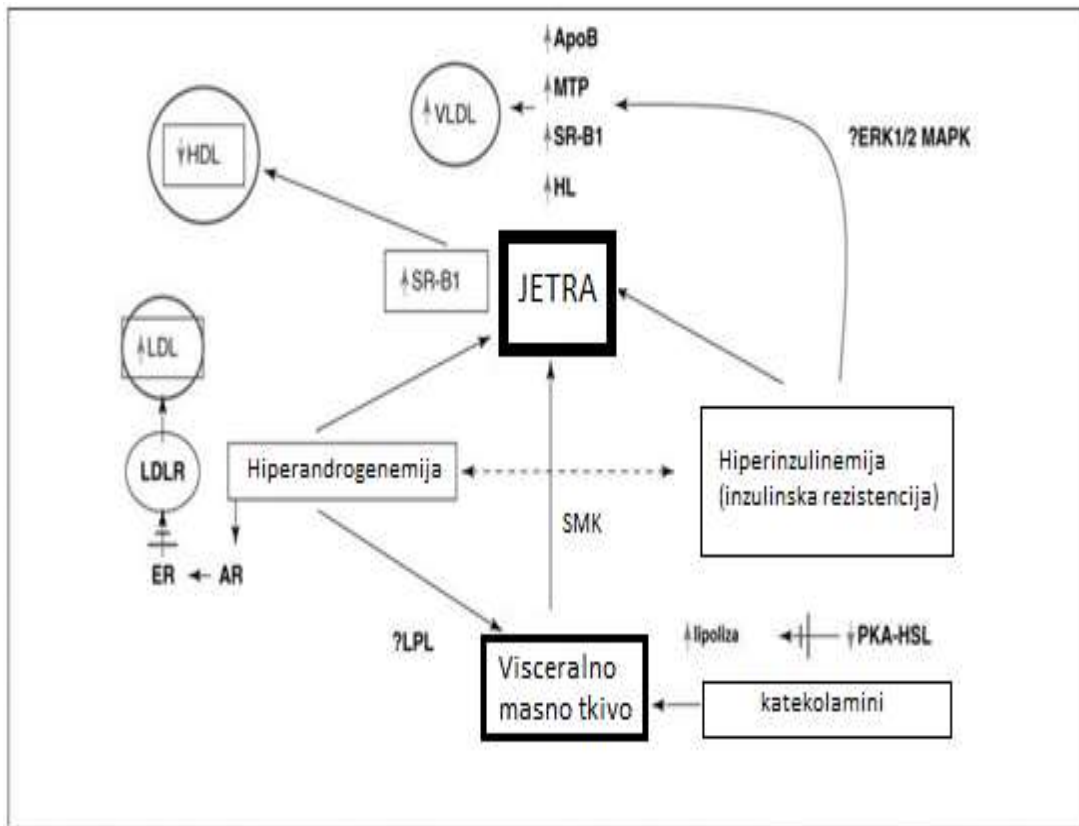 ↑ApoB
↑MTP
↑VLDL
↑SR-B1
?ERK1/2 MAPK
↓HDL
↑HL
↑SR-B1
JETRA
↑LDL
LDLR
Hiperandrogenemija
Hiperinzulinemija
(inzulinska rezistencija)
SMK
ER
AR
?LPL
↑lipoliza
↓PKA-HSL
Visceralno
masno tkivo
katekolamini